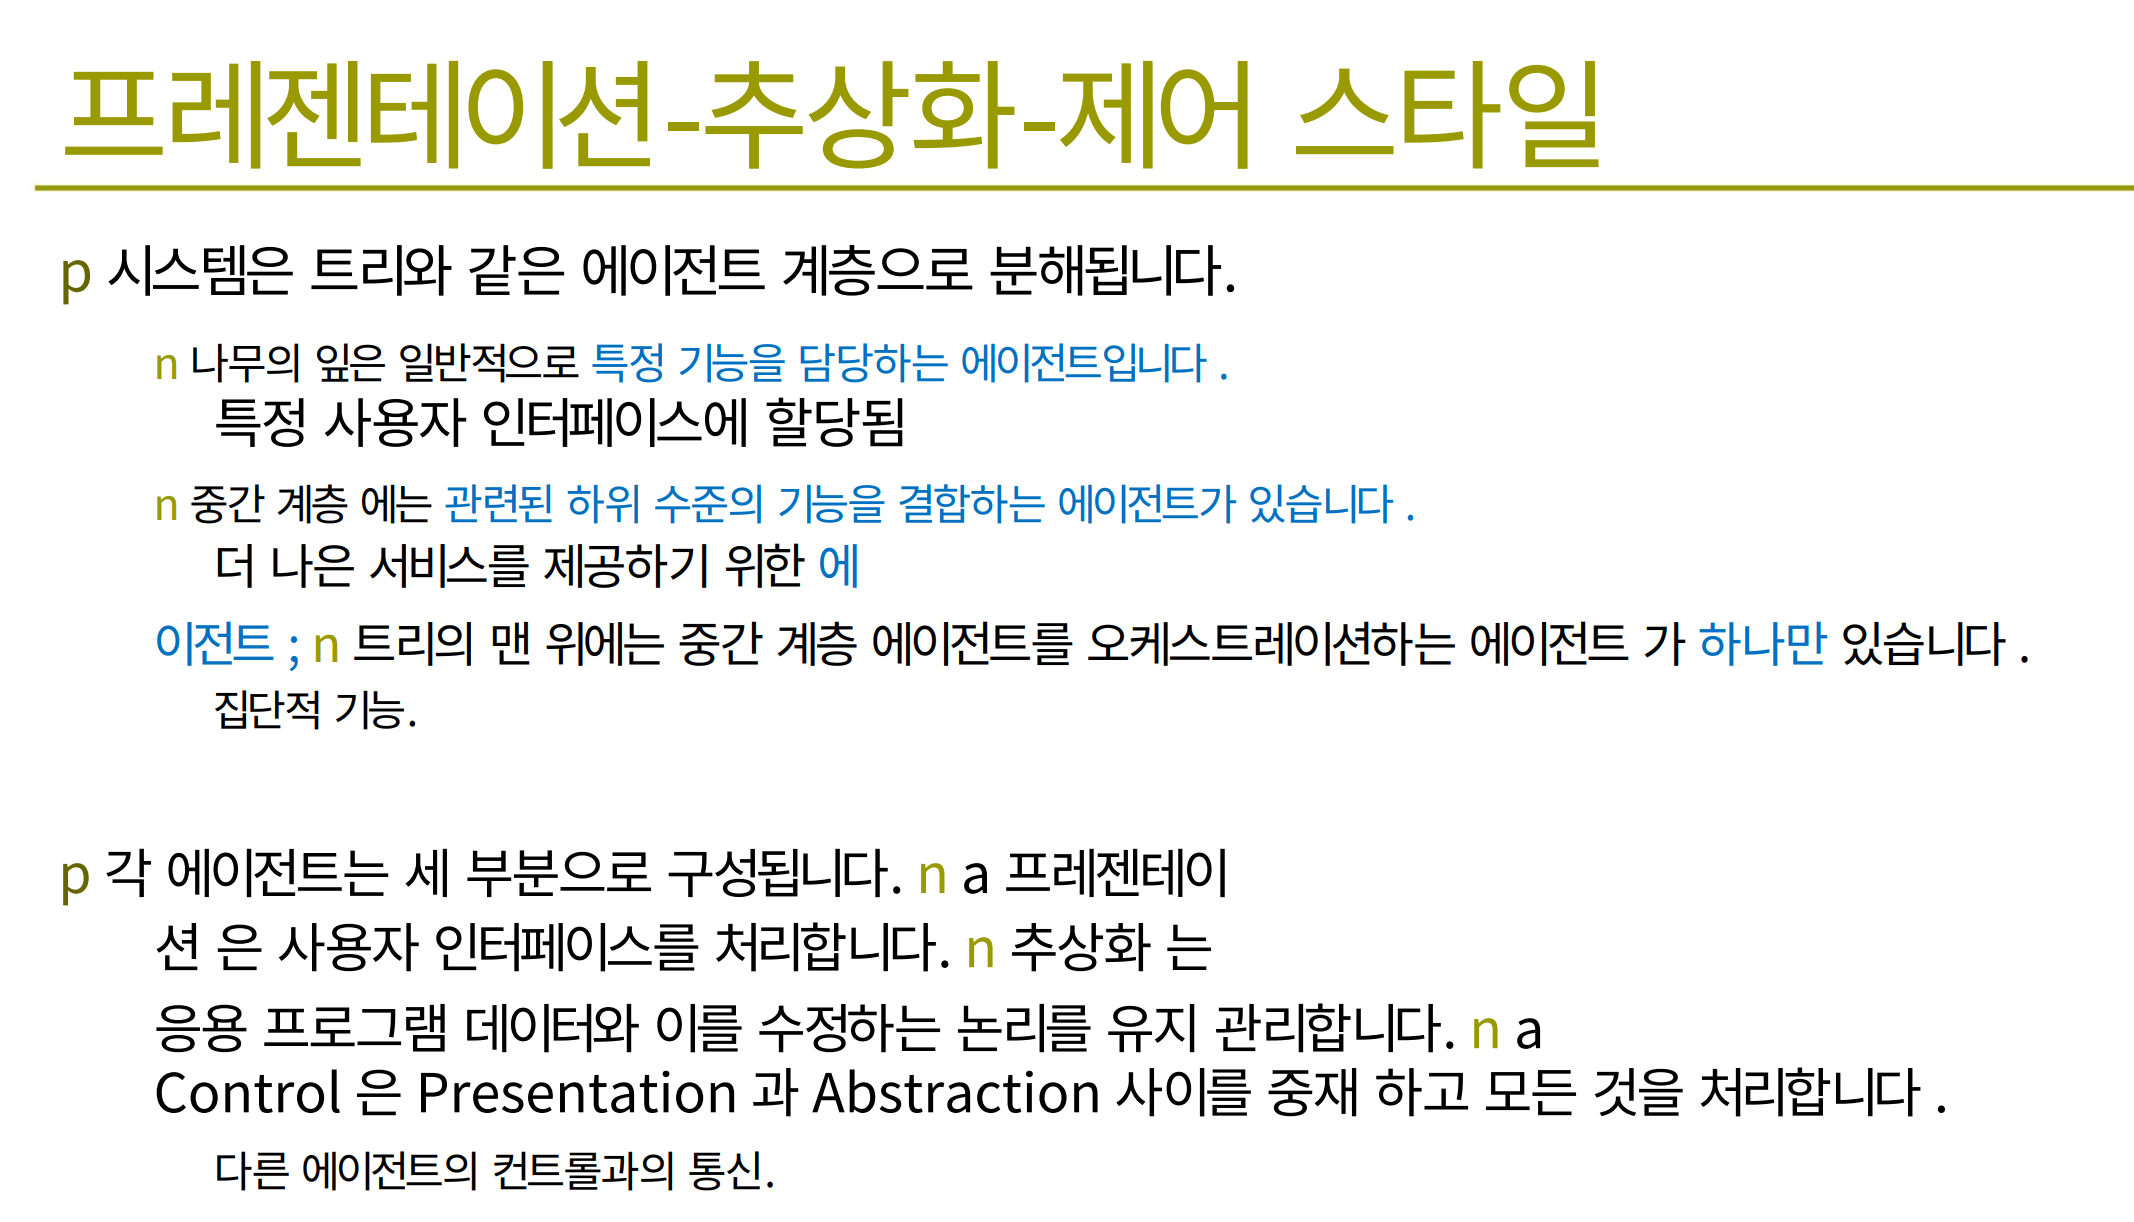 프레젠테이션-추상화-제어 스타일
p 시스템은 트리와 같은 에이전트 계층으로 분해됩니다.
n 나무의 잎은 일반적으로 특정 기능을 담당하는 에이전트입니다 .
특정 사용자 인터페이스에 할당됨
n 중간 계층 에는 관련된 하위 수준의 기능을 결합하는 에이전트가 있습니다 .
더 나은 서비스를 제공하기 위한 에
이전트 ; n 트리의 맨 위에는 중간 계층 에이전트를 오케스트레이션하는 에이전트 가 하나만 있습니다 .
집단적 기능.
p 각 에이전트는 세 부분으로 구성됩니다. n a 프레젠테이
션 은 사용자 인터페이스를 처리합니다. n 추상화 는
응용 프로그램 데이터와 이를 수정하는 논리를 유지 관리합니다. n a
Control 은 Presentation 과 Abstraction 사이를 중재 하고 모든 것을 처리합니다 .
다른 에이전트의 컨트롤과의 통신.